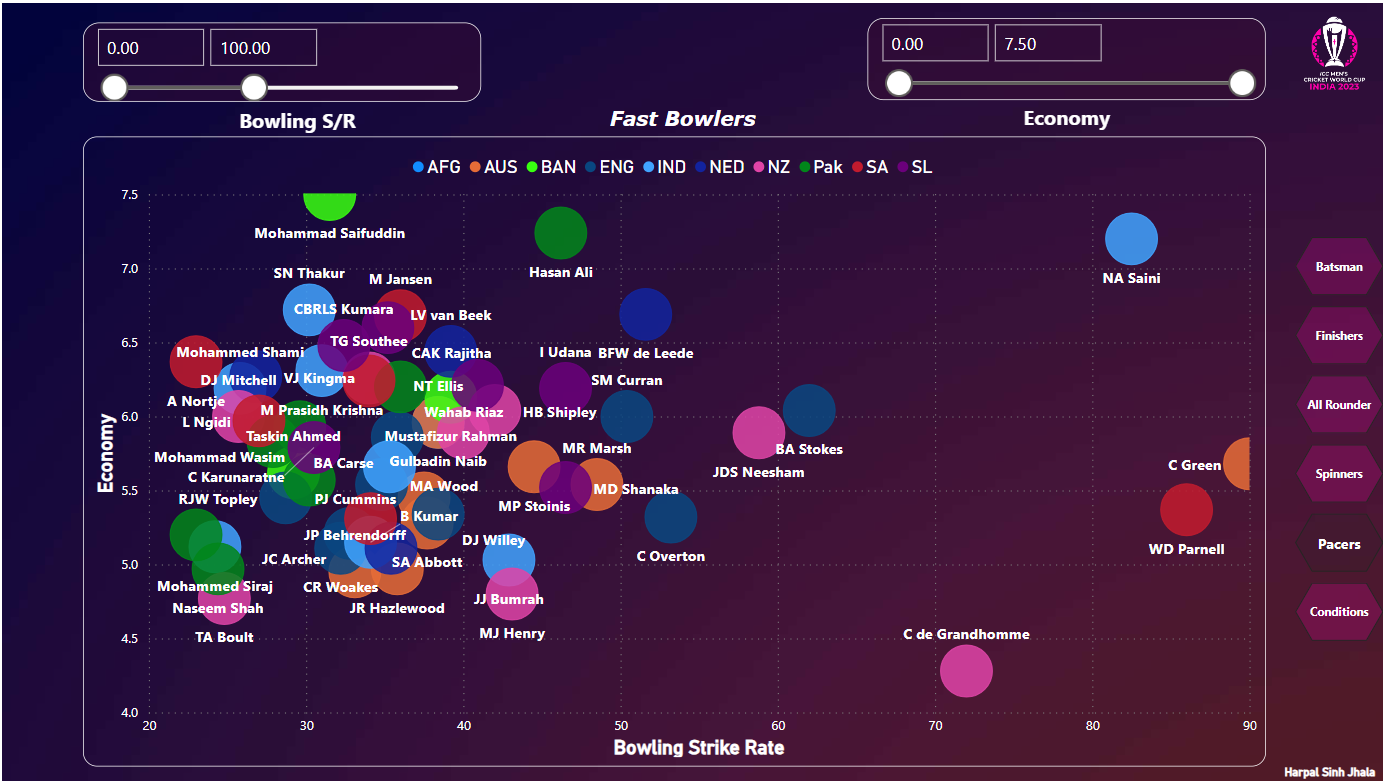 0.00
100.00
Bowling S/R
Fast Bowlers
0.00
7.50
Economy
ICC MEN'S
CRICKET WORLD CUP
INDIA 2023
AFG AUS BAN ENG IND NED NZ Pak SA SL
Economy
7.5
7.0
6.5
6.0
5.5
5.0
4.5
4.0
Mohammad Saifuddin
Hasan Ali
NA Saini
SN Thakur
M Jansen
CBRLS Kumara
LV van Beek
TG Southee
Mohammed Shami
CAK Rajitha
I Udana
BFW de Leede
DJ Mitchell
VJ Kingma
NT Ellis
SM Curran
A Nortje
M Prasidh Krishna
Wahab Riaz
HB Shipley
L Ngidi
Taskin Ahmed
Mustafizur Rahman
MR Marsh
BA Stokes
Mohammad Wasim
BA Carse
Gulbadin Naib
JDS Neesham
C Green
C Karunaratne
MA Wood
MD Shanaka
RJW Topley
PJ Cummins
MP Stoinis
B Kumar
JP Behrendorff
DJ Willey
WD Parnell
JC Archer
SA Abbott
C Overton
Mohammed Siraj
CR Woakes
Naseem Shah
JR Hazlewood
JJ Bumrah
TA Boult
MJ Henry
C de Grandhomme
20 30 40 50 60 70 80 90
Bowling Strike Rate
Batsman
Finishers
All Rounder
Spinners
Pacers
Conditions
Harpal Sinh Jhala